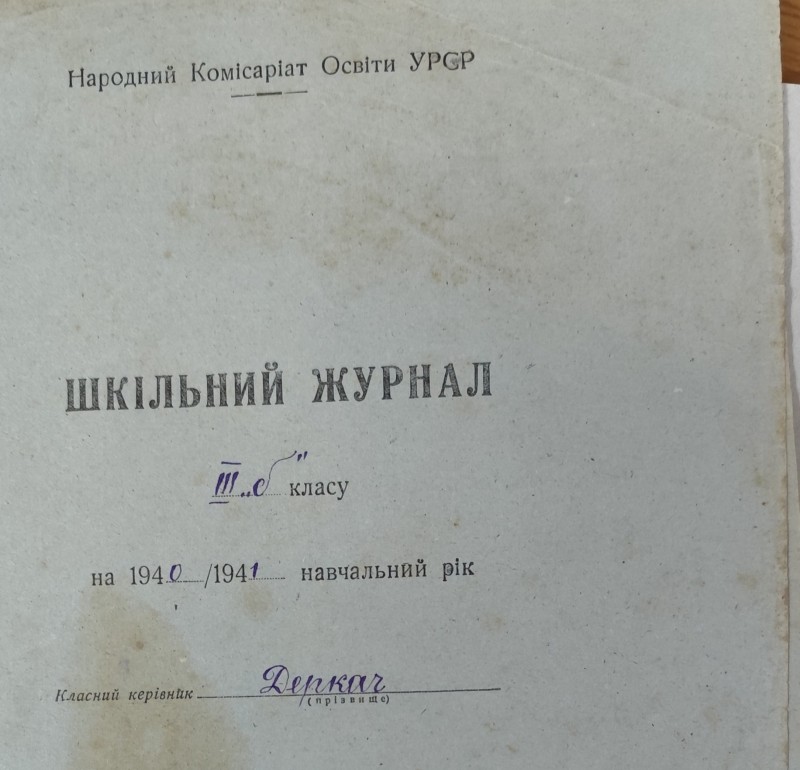 Народний Комісаріат Освіти УРСР
ШКІЛЬНИЙ ЖУРНАЛ
III „б" класу
на 1940/1941 навчальний рік
Класний керівник Деркач
(прізвище)